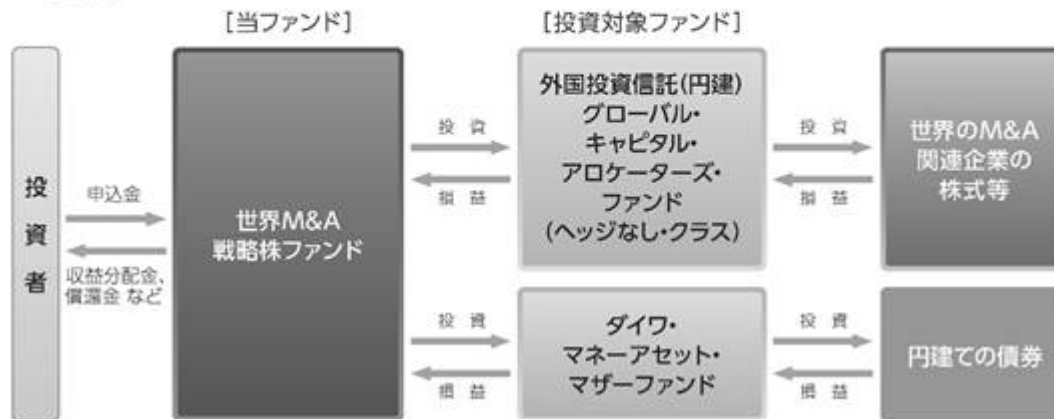 [当ファンド]
[投資対象ファンド]
投資者
申込金
収益分配金、
償還金 など
世界M&A
戦略株ファンド
投資
損益
外国投資信託(円建)
グローバル・
キャピタル・
アロケーターズ・
ファンド
(ヘッジなし・クラス)
投資
損益
世界のM&A
関連企業の
株式等
投資
損益
ダイワ・
マネーアセット・
マザーファンド
投資
損益
円建ての債券